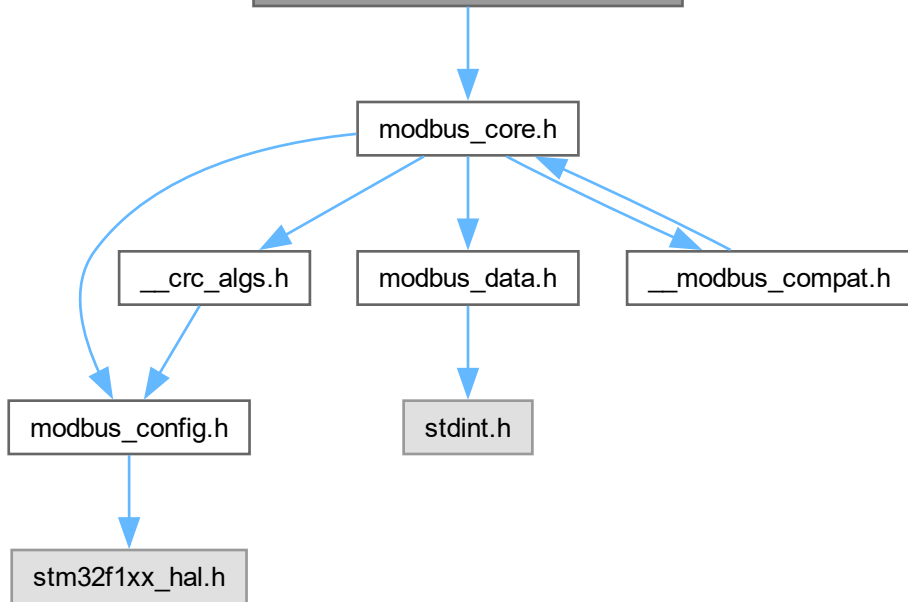 modbus_core.h
__crc_algs.h
modbus_data.h
__modbus_compat.h
modbus_config.h
stdint.h
stm32f1xx_hal.h